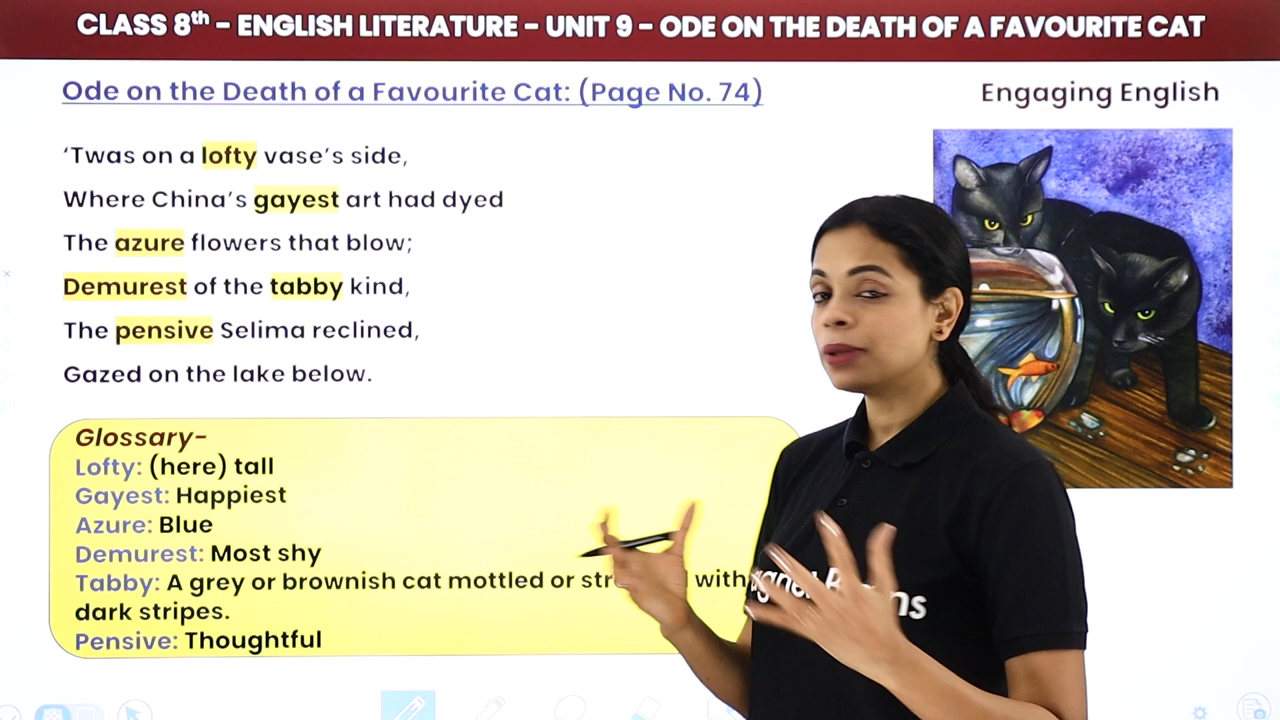 CLASS 8th – ENGLISH LITERATURE – UNIT 9 – ODE ON THE DEATH OF A FAVOURITE CAT
Ode on the Death of a Favourite Cat: (Page No. 74)
Engaging English
‘Twas on a lofty vase’s side,
Where China’s gayest art had dyed
The azure flowers that blow;
Demurest of the tabby kind,
The pensive Selima reclined,
Gazed on the lake below.
Glossary-
Lofty: (here) tall
Gayest: Happiest
Azure: Blue
Demurest: Most shy
Tabby: A grey or brownish cat mottled or with
dark stripes.
Pensive: Thoughtful